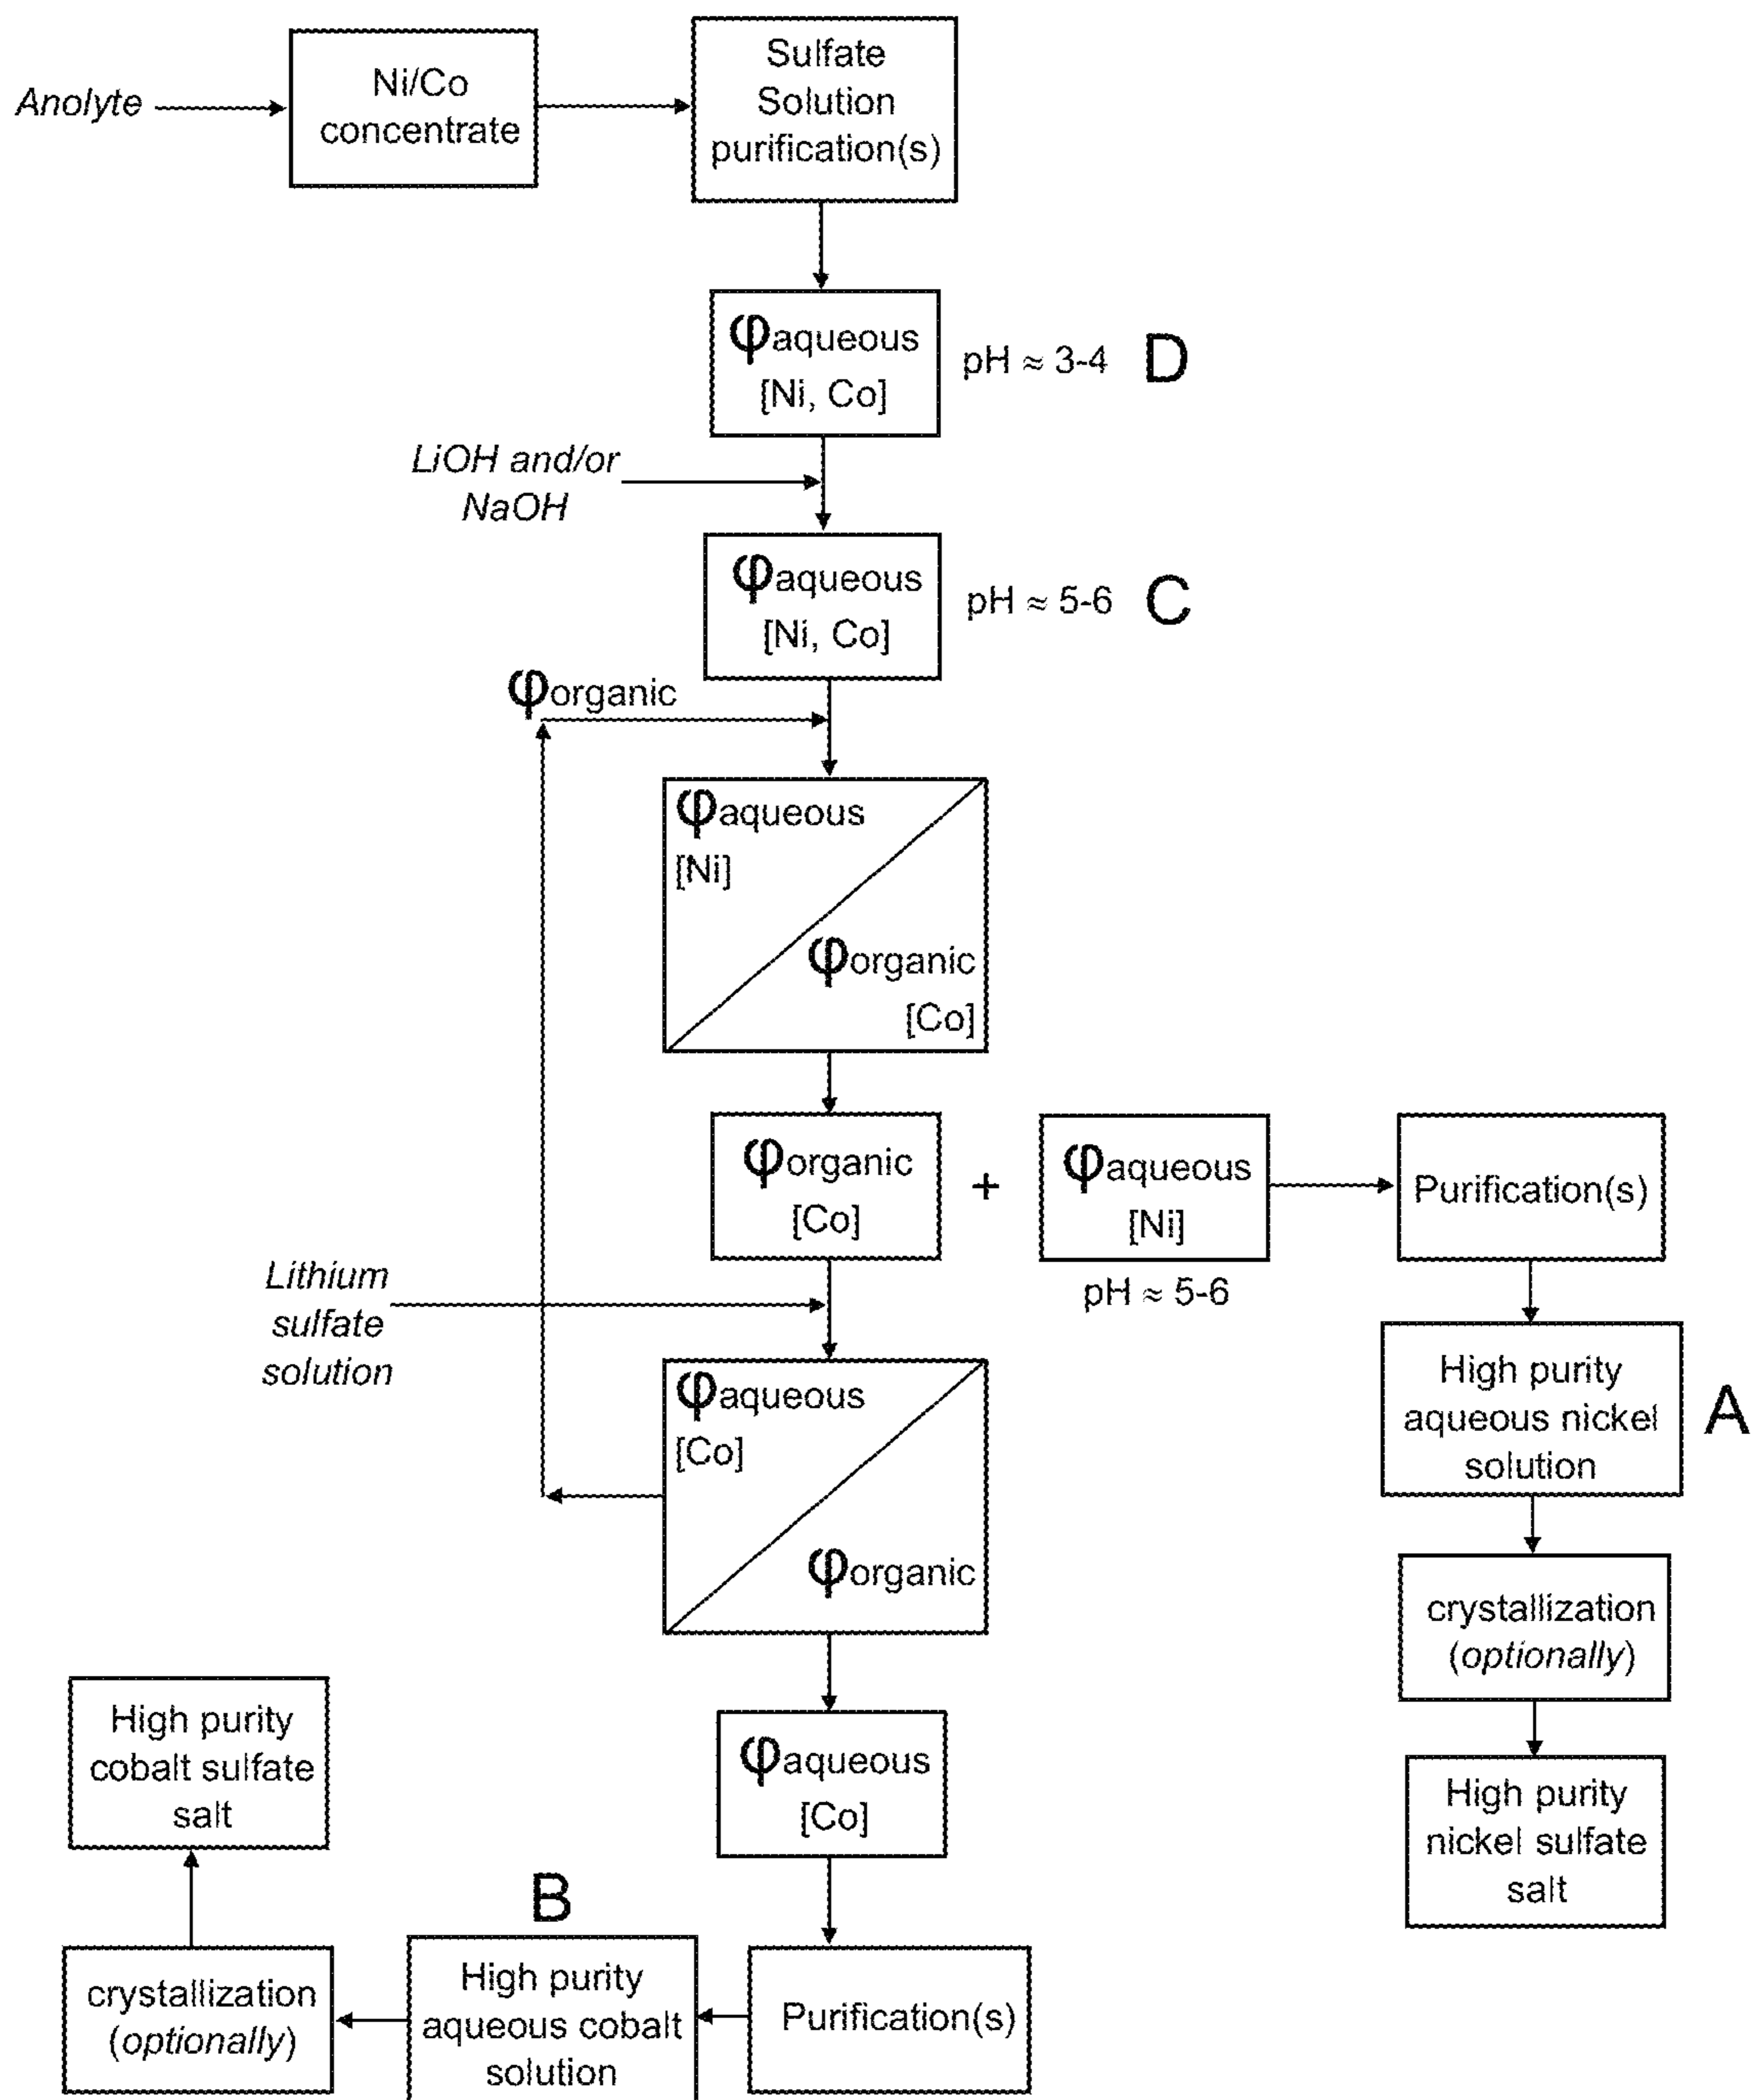 Anolyte
Ni/Co
concentrate
Sulfate
Solution
purification(s)
φaqueous
[Ni, Co]
pH ≈ 3-4
D
LiOH and/or
NaOH
φaqueous
[Ni, Co]
pH ≈ 5-6
C
φorganic
φaqueous
[Ni]
φorganic
[Co]
φorganic
[Co]
+
φaqueous
[Ni]
pH ≈ 5-6
Purification(s)
Lithium
sulfate
solution
φaqueous
[Co]
φorganic
High purity
aqueous nickel
solution
A
crystallization
(optionally)
High purity
nickel sulfate
salt
φaqueous
[Co]
Purification(s)
B
High purity
aqueous cobalt
solution
crystallization
(optionally)
High purity
cobalt sulfate
salt